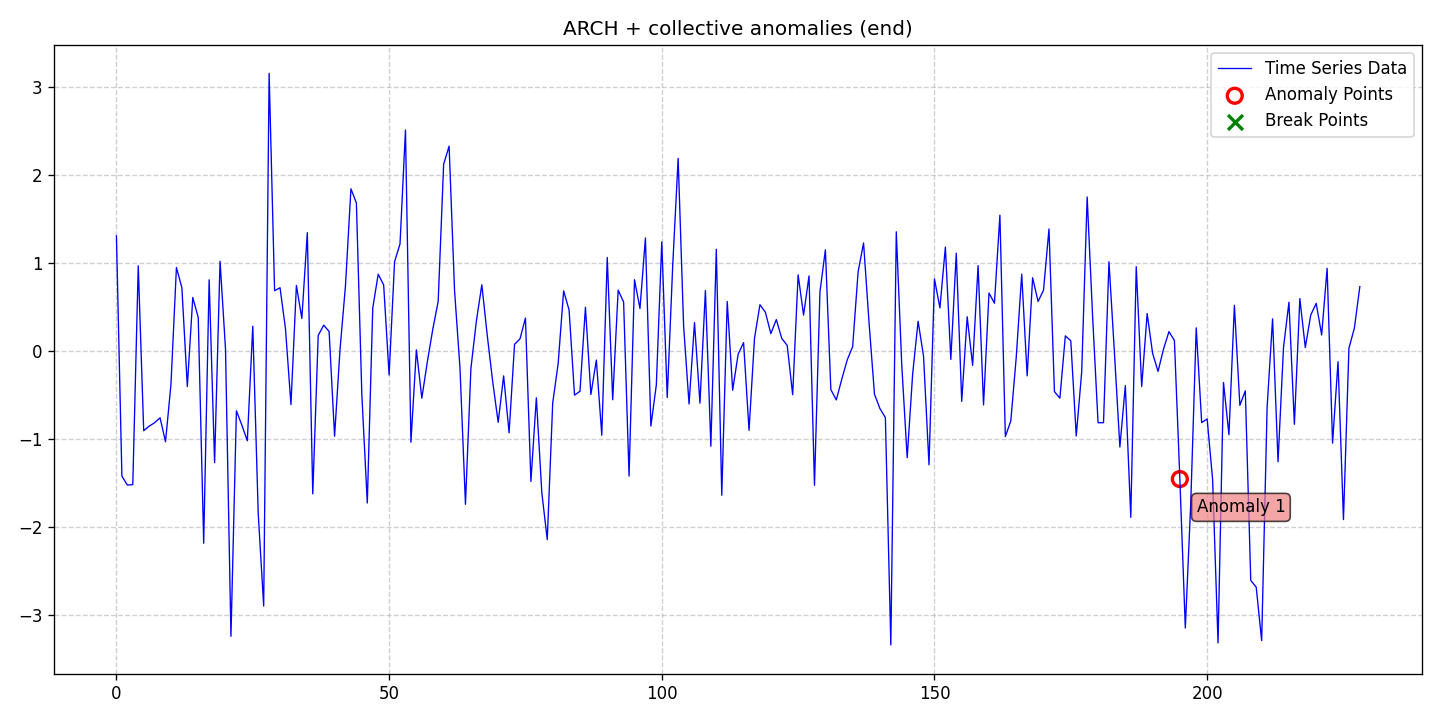 ARCH + collective anomalies (end)
Time Series Data
Anomaly Points
Break Points
3
2
1
0
−1
−2
−3
Anomaly 1
0
50
100
150
200